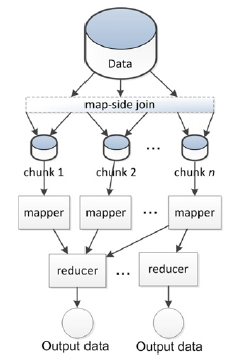 Data
map-side join
...
chunk 1 chunk 2 chunk n
mapper mapper ... mapper
reducer ... reducer
Output data Output data